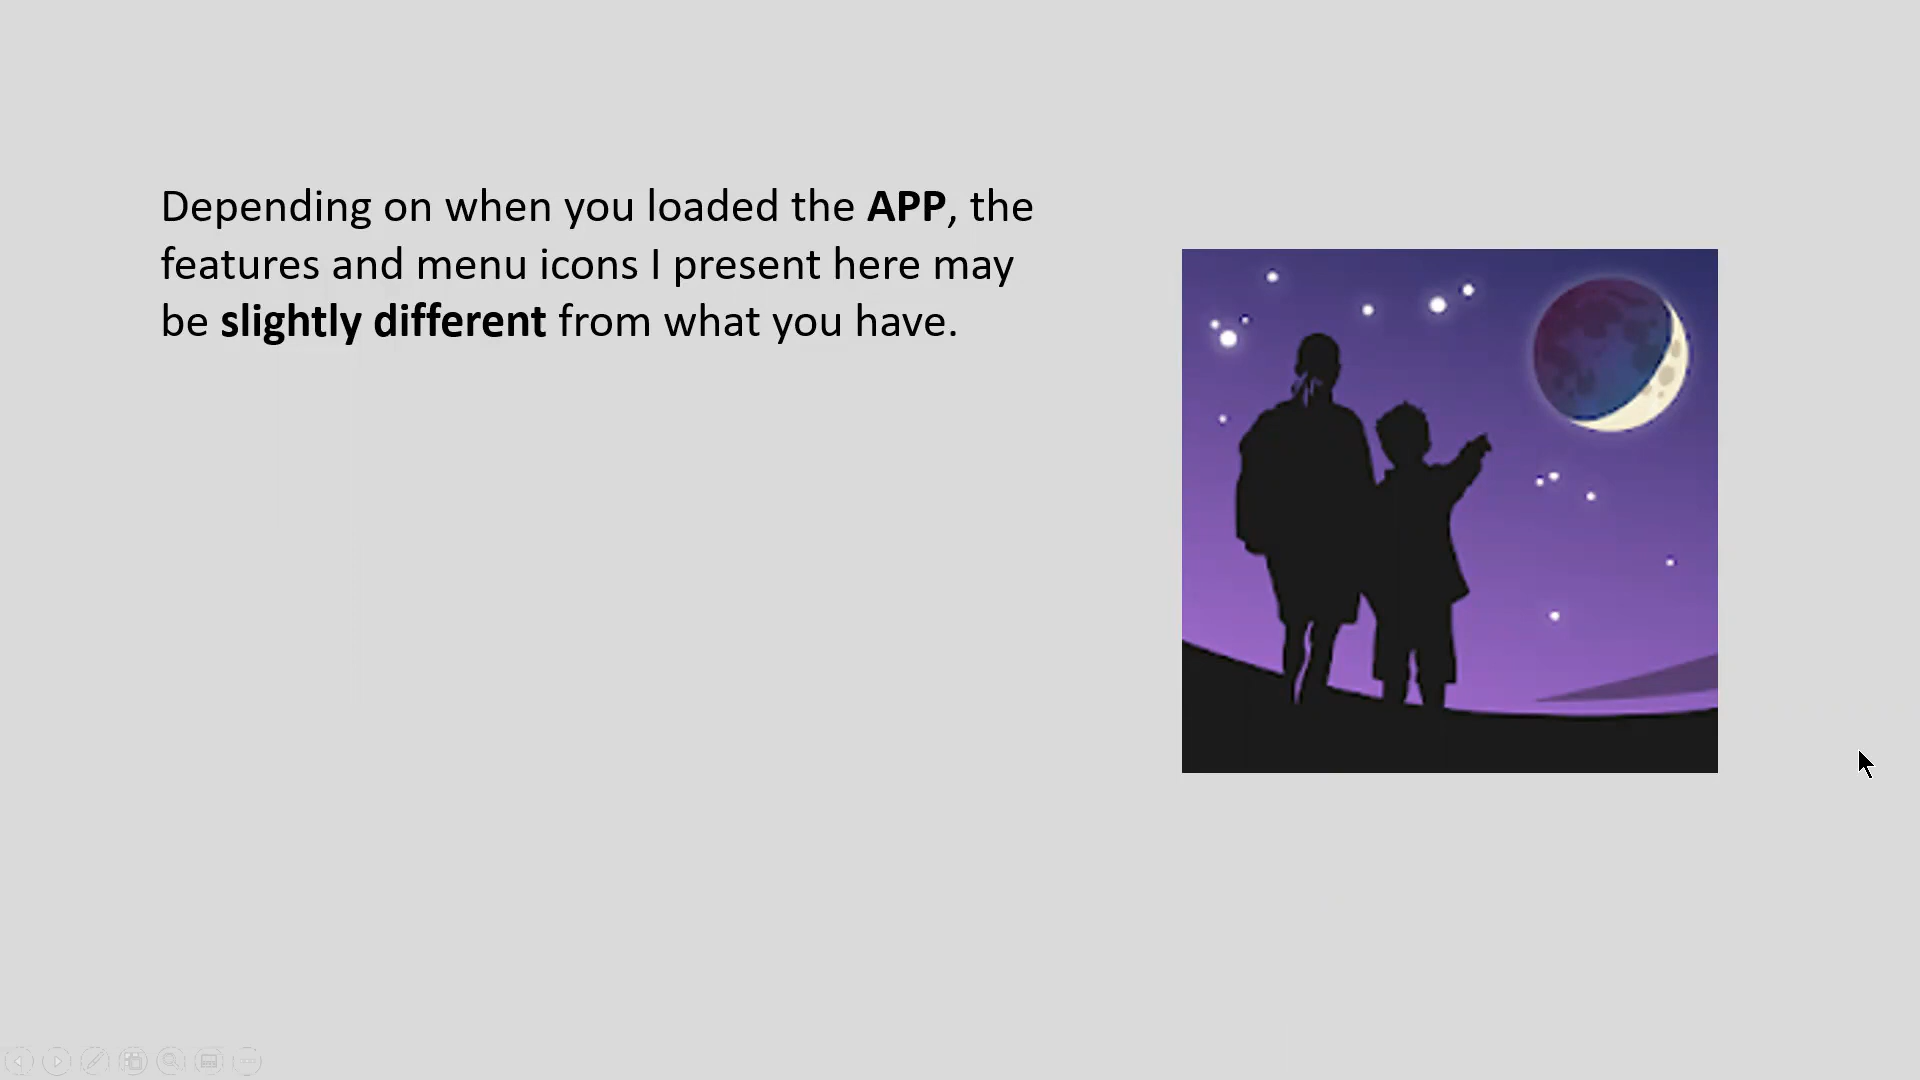 Depending on when you loaded the APP, the
features and menu icons I present here may
be slightly different from what you have.